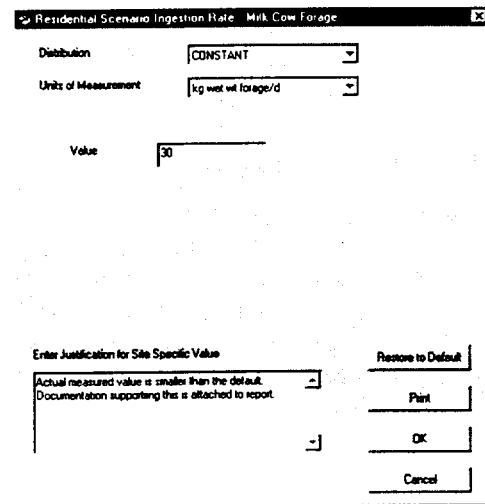 Residential Scenario Ingestion Rate Milk Cow Forage
Distribution
CONSTANT
Units of Measurement
kg wet wt forage/d
Value
30
Enter Justification for Site Specific Value
Actual measured value is smaller than the default.
Documentation supporting this is attached to report.
Restore to Default
Print
OK
Cancel